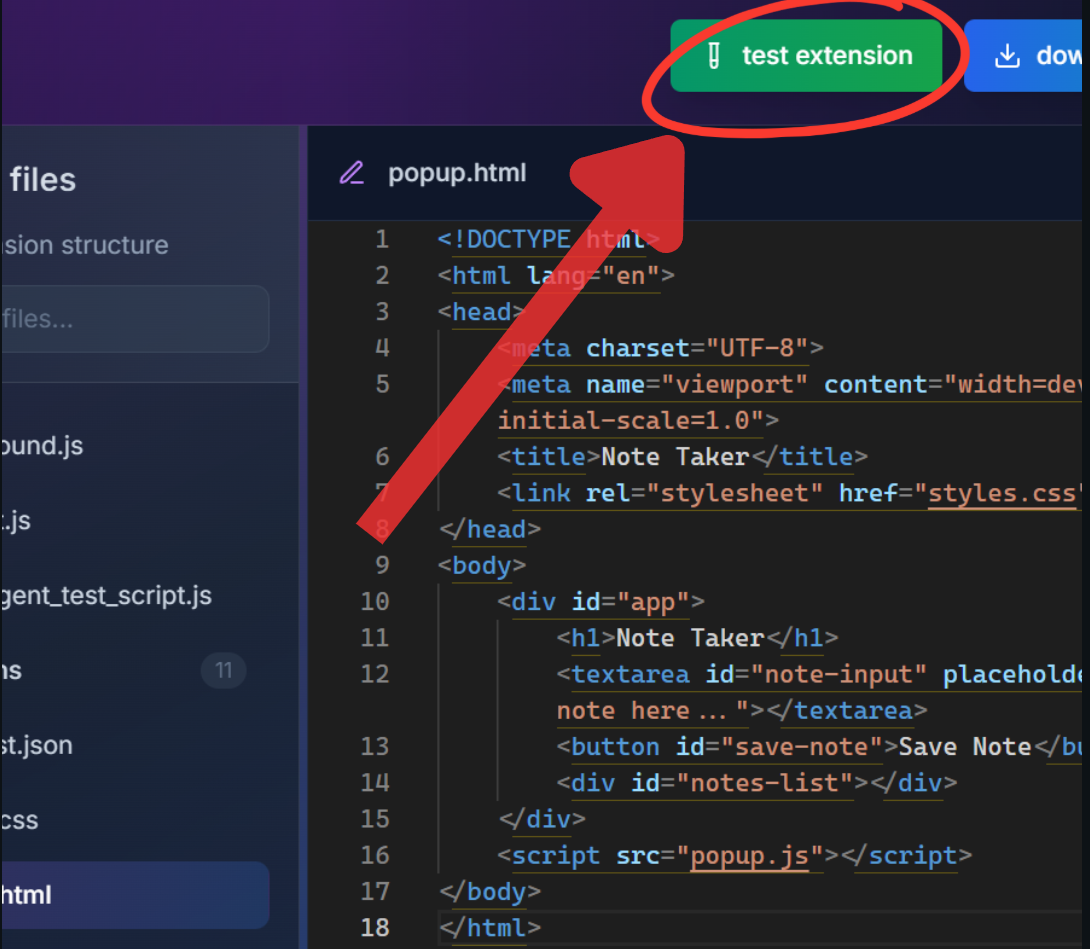 test extension
files
sion structure
files...
ound.js
.js
gent_test_script.js
ns 11
st.json
css
html
popup.html
1 <!DOCTYPE html>
2 <html lang="en">
3 <head>
4 <meta charset="UTF-8">
5 <meta name="viewport" content="width=dev
initial-scale=1.0">
6 <title>Note Taker</title>
7 <link rel="stylesheet" href="styles.css"
8 </head>
9 <body>
10 <div id="app">
11 <h1>Note Taker</h1>
12 <textarea id="note-input" placeholde
note here..."></textarea>
13 <button id="save-note">Save Note</bu
14 <div id="notes-list"></div>
15 </div>
16 <script src="popup.js"></script>
17 </body>
18 </html>